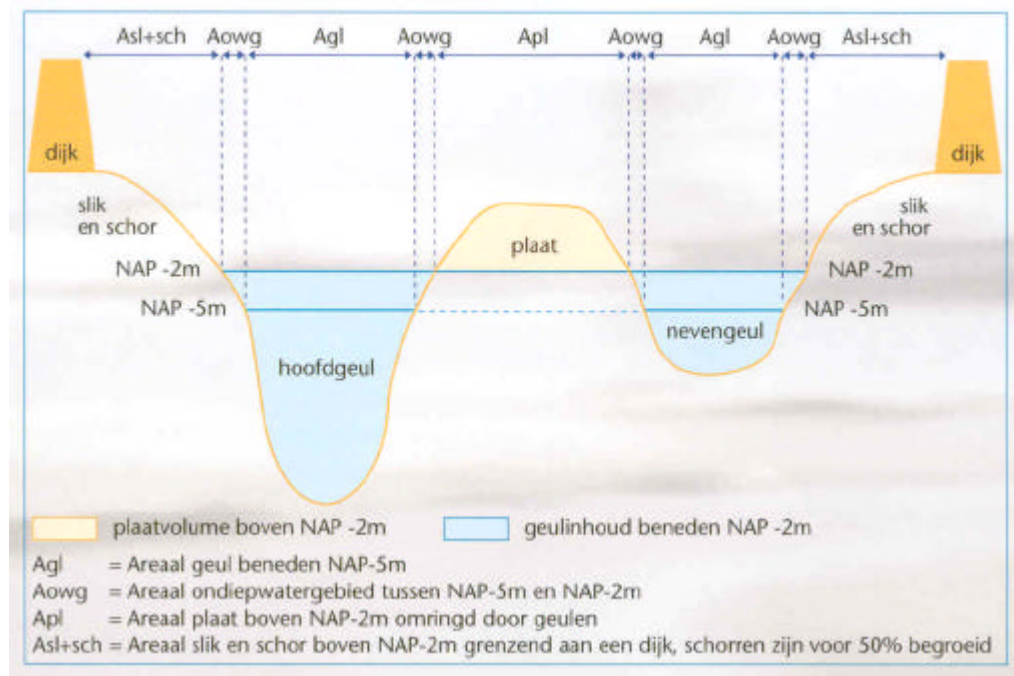 Asl+sch Aowg Agl Aowg Apl Aowg Agl Aowg Asl+sch
dijk dijk
slik slik
en schor en schor
plaat
NAP -2m NAP -2m
NAP -5m NAP -5m
nevengeul
hoofdgeul
plaatvolume boven NAP -2m geulinhoud beneden NAP -2m
Agl = Areaal geul beneden NAP-5m
Aowg = Areaal ondiepwatergebied tussen NAP-5m en NAP-2m
Apl = Areaal plaat boven NAP-2m omringd door geulen
Asl+sch = Areaal slik en schor boven NAP-2m grenzend aan een dijk, schorren zijn voor 50% begroeid